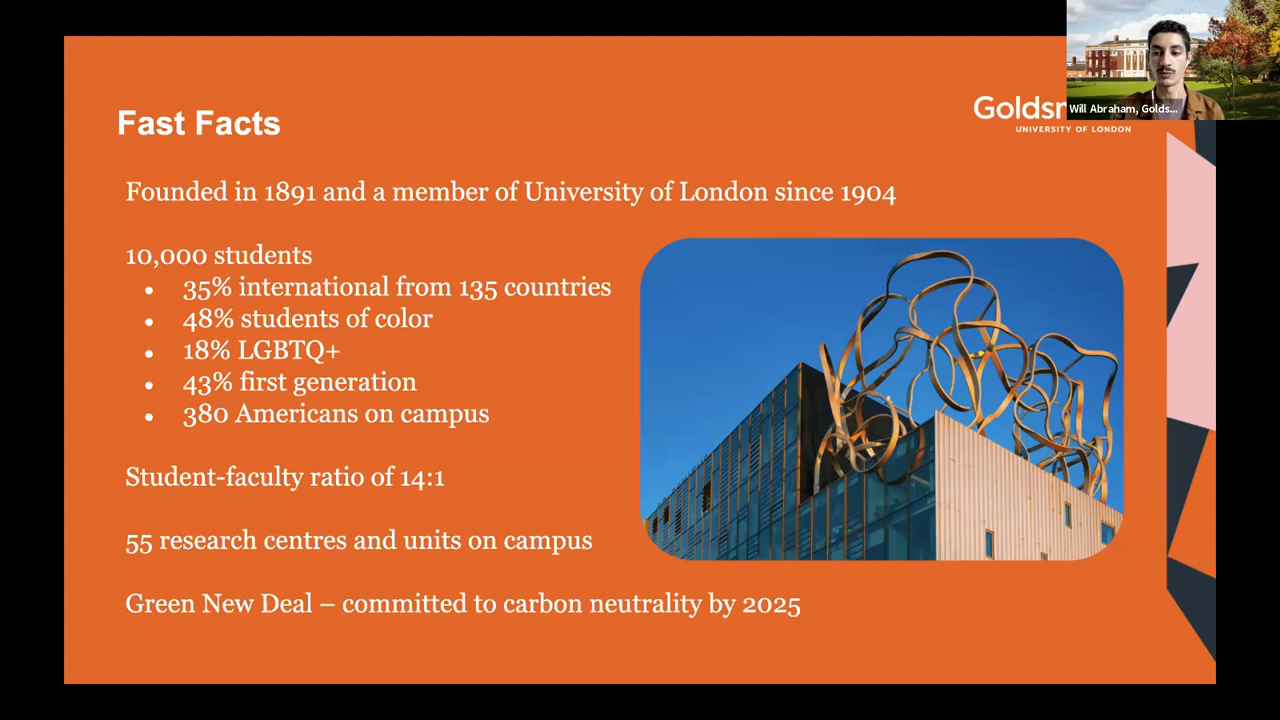 Fast Facts
Golds
UNIVERSITY OF LONDON
Will Abraham, Golds...
Founded in 1891 and a member of University of London since 1904
10,000 students
• 35% international from 135 countries
• 48% students of color
• 18% LGBTQ+
• 43% first generation
• 380 Americans on campus
Student-faculty ratio of 14:1
55 research centres and units on campus
Green New Deal – committed to carbon neutrality by 2025